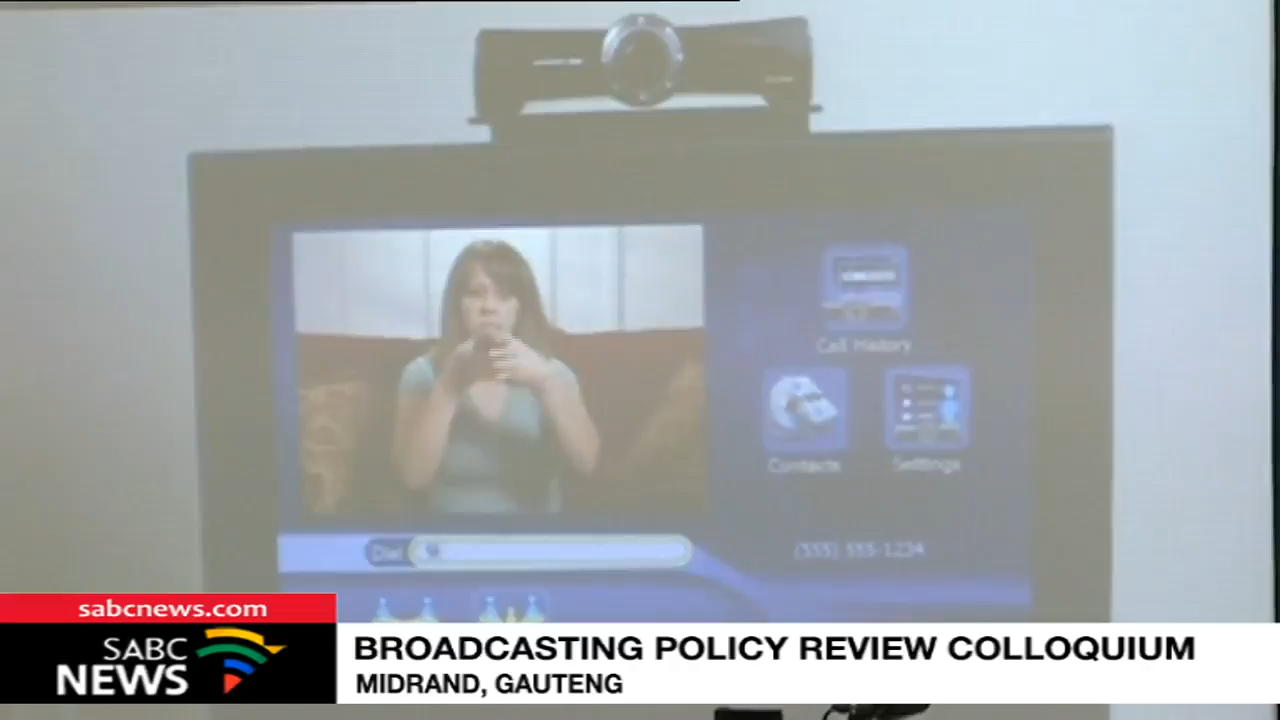 Call History
Contacts
Settings
Dial
(555) 555-1234
sabcnews.com
SABC
NEWS
BROADCASTING POLICY REVIEW COLLOQUIUM
MIDRAND, GAUTENG